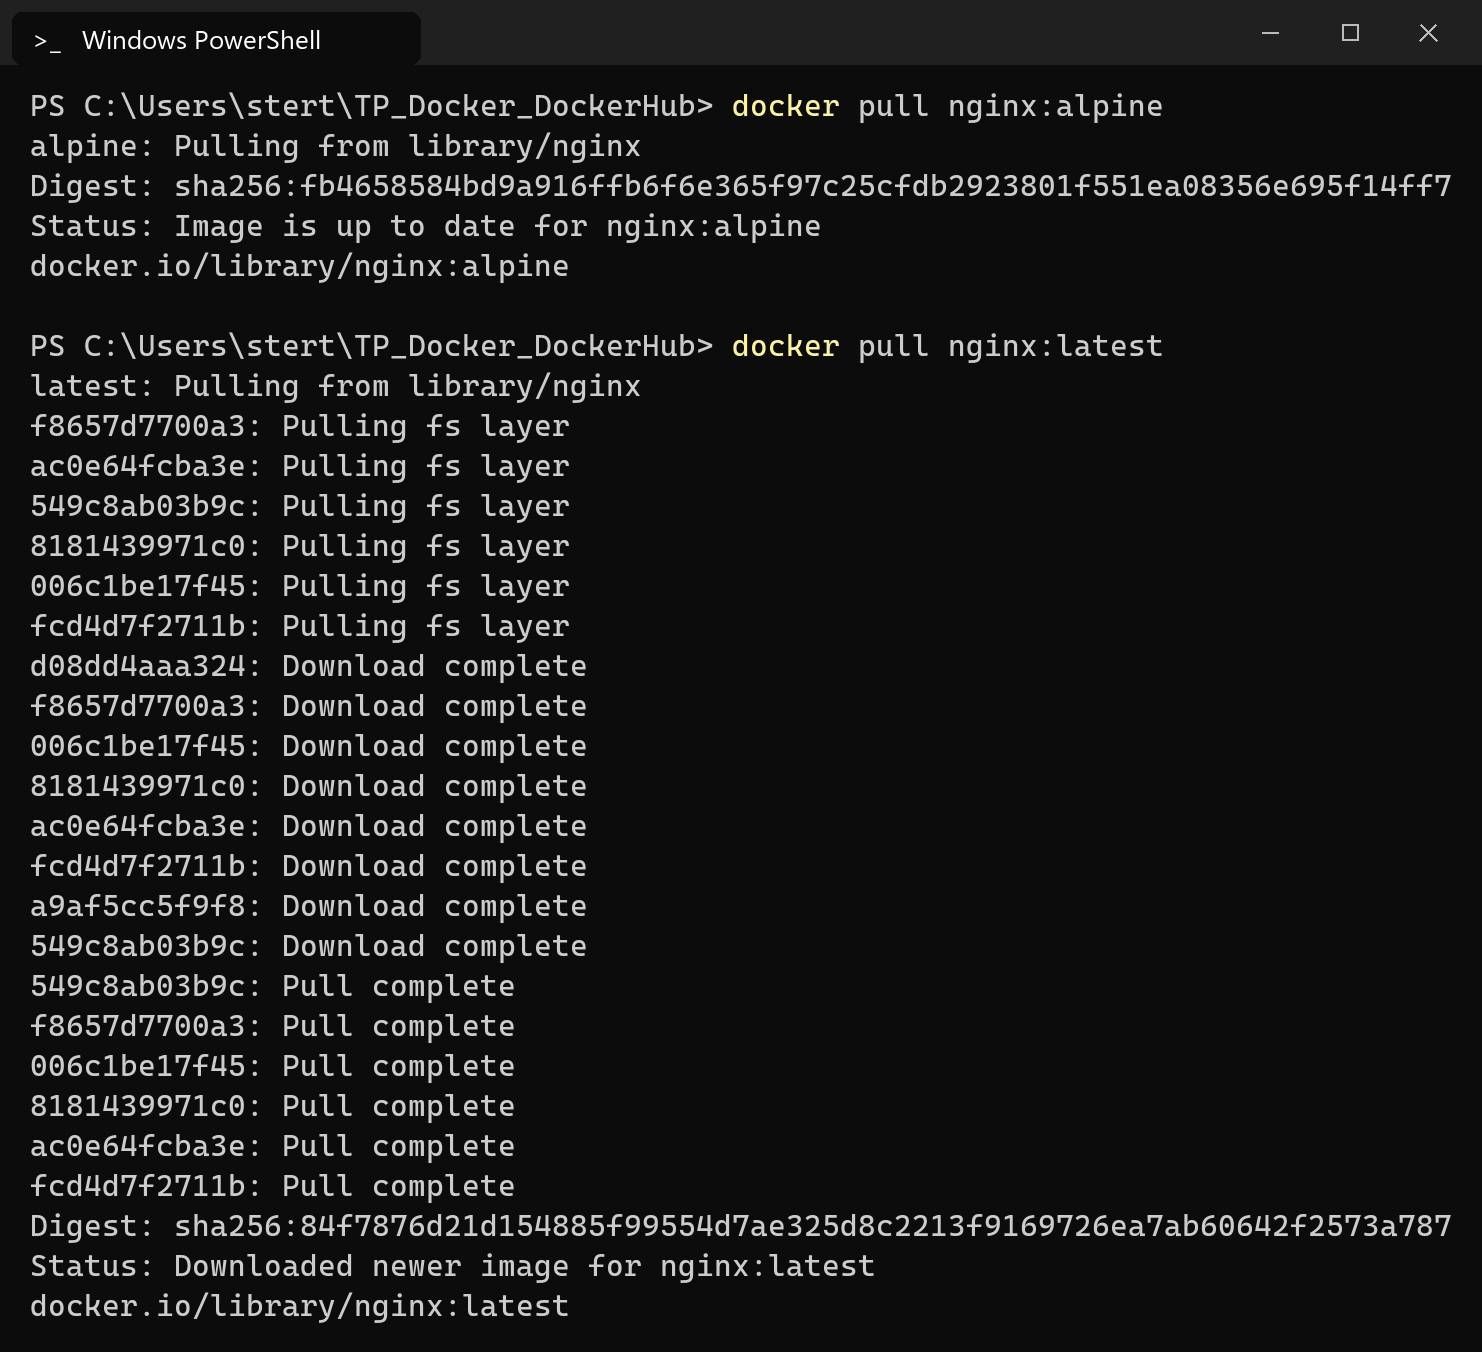 >_ Windows PowerShell
PS C:\Users\stert\TP_Docker_DockerHub> docker pull nginx:alpine
alpine: Pulling from library/nginx
Digest: sha256:fb4658584bd9a916ffb6f6e365f97c25cfdb2923801f551ea08356e695f14ff7
Status: Image is up to date for nginx:alpine
docker.io/library/nginx:alpine
PS C:\Users\stert\TP_Docker_DockerHub> docker pull nginx:latest
latest: Pulling from library/nginx
f8657d7700a3: Pulling fs layer
ac0e64fcba3e: Pulling fs layer
549c8ab03b9c: Pulling fs layer
8181439971c0: Pulling fs layer
006c1be17f45: Pulling fs layer
fcd4d7f2711b: Pulling fs layer
d08dd4aaa324: Download complete
f8657d7700a3: Download complete
006c1be17f45: Download complete
8181439971c0: Download complete
ac0e64fcba3e: Download complete
fcd4d7f2711b: Download complete
a9af5cc5f9f8: Download complete
549c8ab03b9c: Download complete
549c8ab03b9c: Pull complete
f8657d7700a3: Pull complete
006c1be17f45: Pull complete
8181439971c0: Pull complete
ac0e64fcba3e: Pull complete
fcd4d7f2711b: Pull complete
Digest: sha256:84f7876d21d154885f99554d7ae325d8c2213f9169726ea7ab60642f2573a787
Status: Downloaded newer image for nginx:latest
docker.io/library/nginx:latest